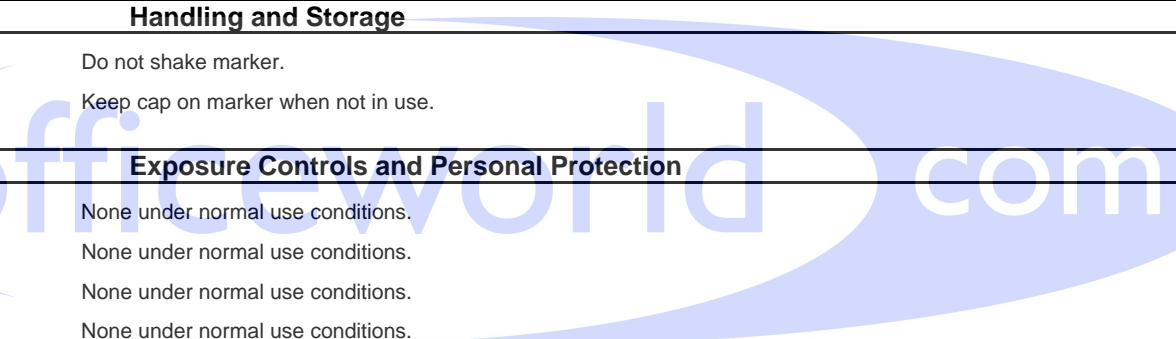 Handling and Storage
Do not shake marker.
Keep cap on marker when not in use.
officeworld com
Exposure Controls and Personal Protection
None under normal use conditions.
None under normal use conditions.
None under normal use conditions.
None under normal use conditions.